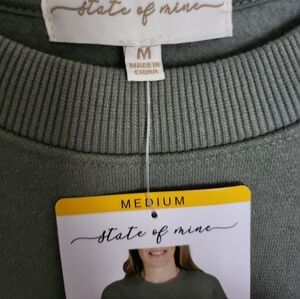 state of mine
M
MADE IN
CHINA
MEDIUM
state of mine